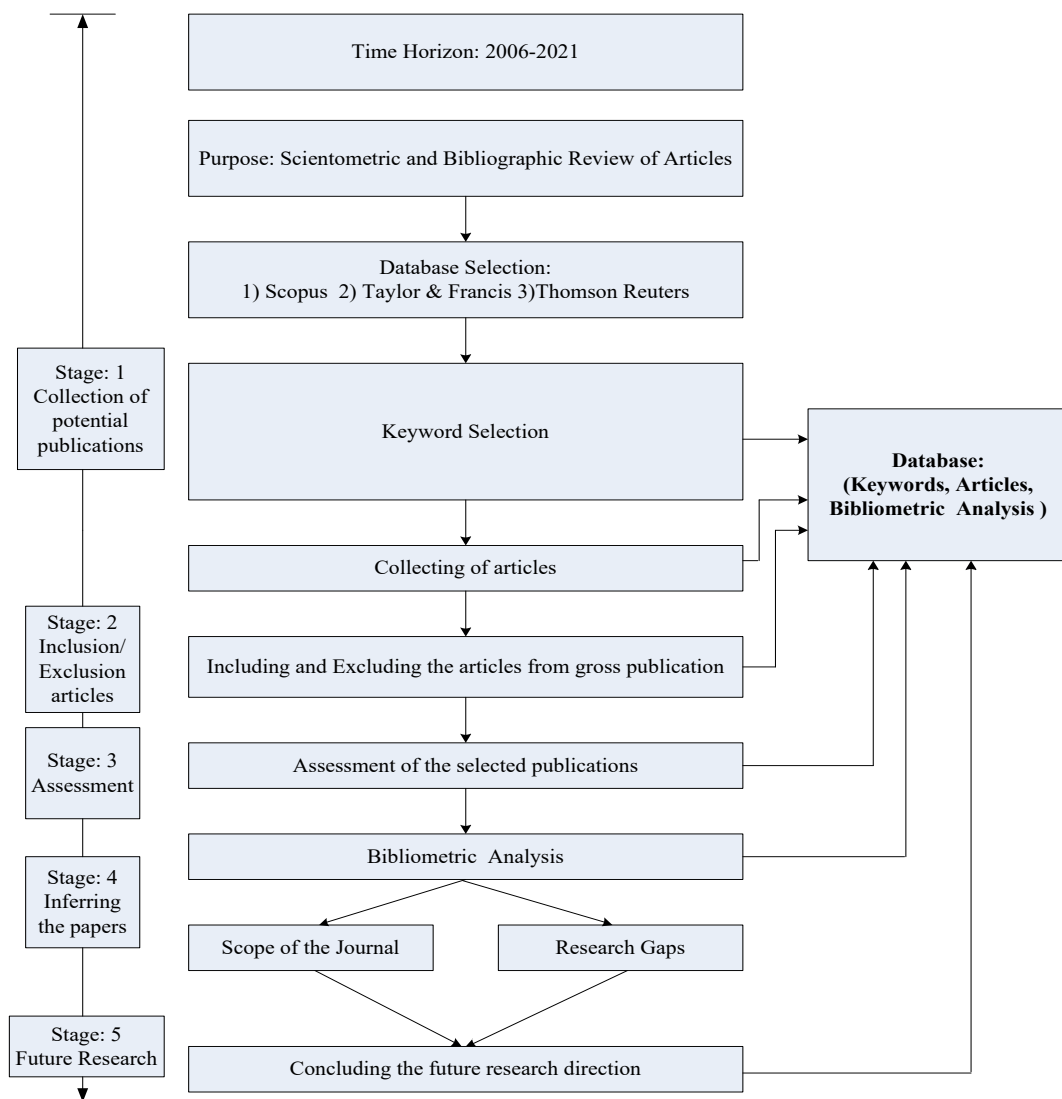 Time Horizon: 2006-2021
Purpose: Scientometric and Bibliographic Review of Articles
Database Selection:
1) Scopus 2) Taylor & Francis 3)Thomson Reuters
Stage: 1
Collection of
potential
publications
Keyword Selection
Database:
(Keywords, Articles,
Bibliometric Analysis )
Collecting of articles
Stage: 2
Inclusion/
Exclusion
articles
Including and Excluding the articles from gross publication
Stage: 3
Assessment
Assessment of the selected publications
Bibliometric Analysis
Stage: 4
Inferring
the papers
Scope of the Journal
Research Gaps
Stage: 5
Future Research
Concluding the future research direction